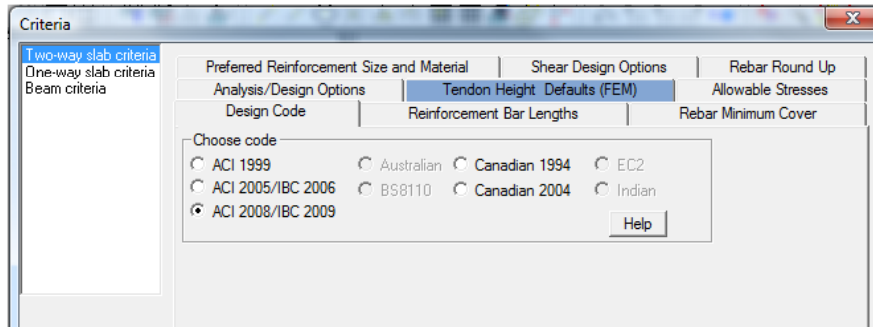 Criteria
Two-way slab criteria
One-way slab criteria
Beam criteria
Preferred Reinforcement Size and Material Shear Design Options Rebar Round Up
Analysis/Design Options Tendon Height Defaults (FEM) Allowable Stresses
Design Code Reinforcement Bar Lengths Rebar Minimum Cover
Choose code
ACI 1999 Australian Canadian 1994 EC2
ACI 2005/IBC 2006 BS8110 Canadian 2004 Indian
ACI 2008/IBC 2009
Help